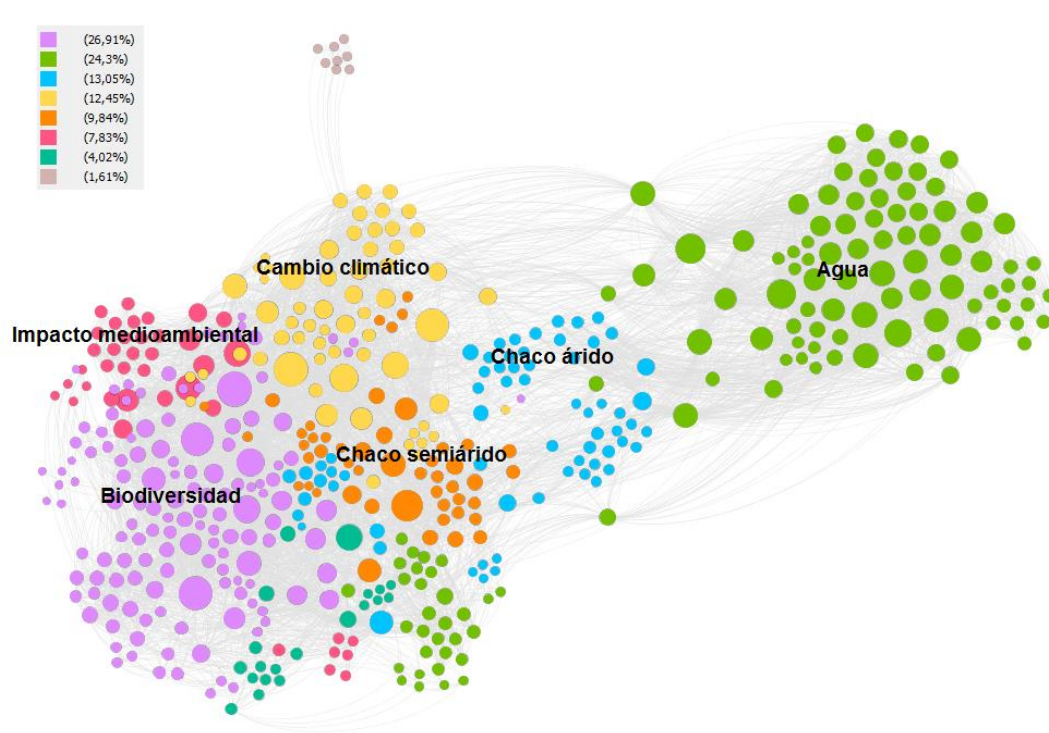 (26,91%)
(24,3%)
(13,05%)
(12,45%)
(9,84%)
(7,83%)
(4,02%)
(1,61%)
Cambio climático
Agua
Impacto medioambiental
Chaco árido
Chaco semiárido
Biodiversidad